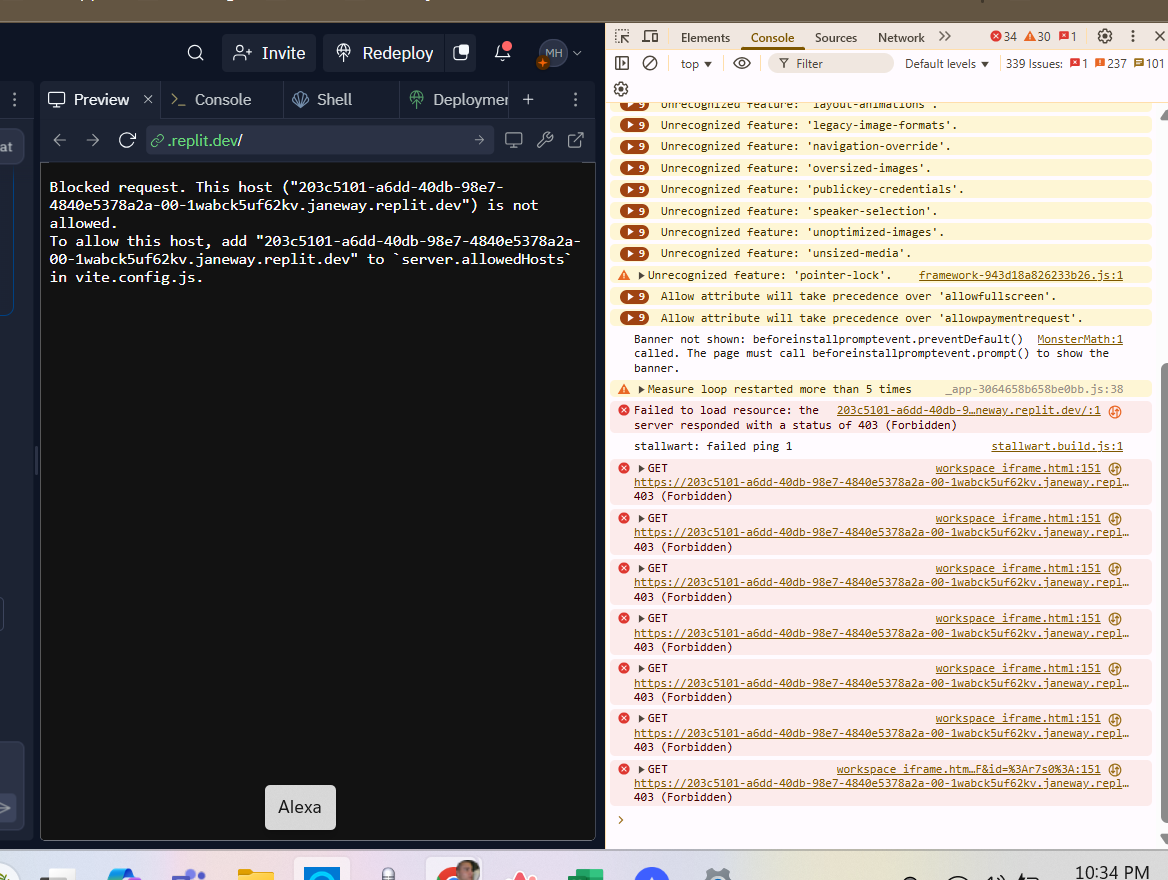 Invite
Redeploy
MH
Preview
Console
Shell
Deploymer
at
.replit.dev/
Blocked request. This host ("203c5101-a6dd-40db-98e7-
4840e5378a2a-00-1wabck5uf62kv.janeway.replit.dev") is not
allowed.
To allow this host, add "203c5101-a6dd-40db-98e7-4840e5378a2a-
00-1wabck5uf62kv.janeway.replit.dev" to `server.allowedHosts`
in vite.config.js.
Alexa
Elements Console Sources Network 34 30 1
top Filter Default levels 339 Issues: 1 237 101
9 Unrecognized feature: 'layout-animations'.
9 Unrecognized feature: 'legacy-image-formats'.
9 Unrecognized feature: 'navigation-override'.
9 Unrecognized feature: 'oversized-images'.
9 Unrecognized feature: 'publickey-credentials'.
9 Unrecognized feature: 'speaker-selection'.
9 Unrecognized feature: 'unoptimized-images'.
9 Unrecognized feature: 'unsized-media'.
Unrecognized feature: 'pointer-lock'. framework-943d18a826233b26.js:1
9 Allow attribute will take precedence over 'allowfullscreen'.
9 Allow attribute will take precedence over 'allowpaymentrequest'.
Banner not shown: beforeinstallpromptevent.preventDefault() MonsterMath:1
called. The page must call beforeinstallpromptevent.prompt() to show the
banner.
Measure loop restarted more than 5 times _app-3064658b658be0bb.js:38
Failed to load resource: the 203c5101-a6dd-40db-9…neway.replit.dev/:1
server responded with a status of 403 (Forbidden)
stallwart: failed ping 1 stallwart.build.js:1
GET workspace_iframe.html:151
https://203c5101-a6dd-40db-98e7-4840e5378a2a-00-1wabck5uf62kv.janeway.repl…
403 (Forbidden)
GET workspace_iframe.html:151
https://203c5101-a6dd-40db-98e7-4840e5378a2a-00-1wabck5uf62kv.janeway.repl…
403 (Forbidden)
GET workspace_iframe.html:151
https://203c5101-a6dd-40db-98e7-4840e5378a2a-00-1wabck5uf62kv.janeway.repl…
403 (Forbidden)
GET workspace_iframe.html:151
https://203c5101-a6dd-40db-98e7-4840e5378a2a-00-1wabck5uf62kv.janeway.repl…
403 (Forbidden)
GET workspace_iframe.html:151
https://203c5101-a6dd-40db-98e7-4840e5378a2a-00-1wabck5uf62kv.janeway.repl…
403 (Forbidden)
GET workspace_iframe.html:151
https://203c5101-a6dd-40db-98e7-4840e5378a2a-00-1wabck5uf62kv.janeway.repl…
403 (Forbidden)
GET workspace_iframe.htm…F&id=%3Ar7s0%3A:151
https://203c5101-a6dd-40db-98e7-4840e5378a2a-00-1wabck5uf62kv.janeway.repl…
403 (Forbidden)
10:34 PM